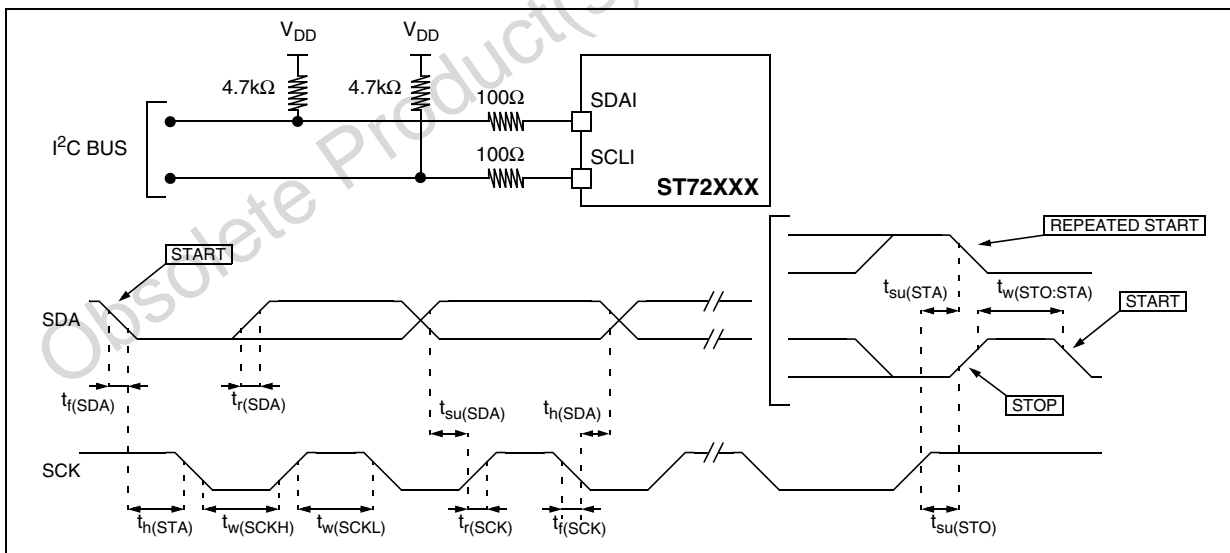 V_DD V_DD
4.7kΩ 4.7kΩ
100Ω
SDAI
I²C BUS
100Ω
SCLI
ST72XXX
Obsolete Product(s)
START
REPEATED START
SDA
t_su(STA) t_w(STO:STA)
START
t_f(SDA) t_r(SDA)
t_su(SDA) t_h(SDA)
STOP
SCK
t_h(STA) t_w(SCKH) t_w(SCKL) t_r(SCK) t_f(SCK)
t_su(STO)